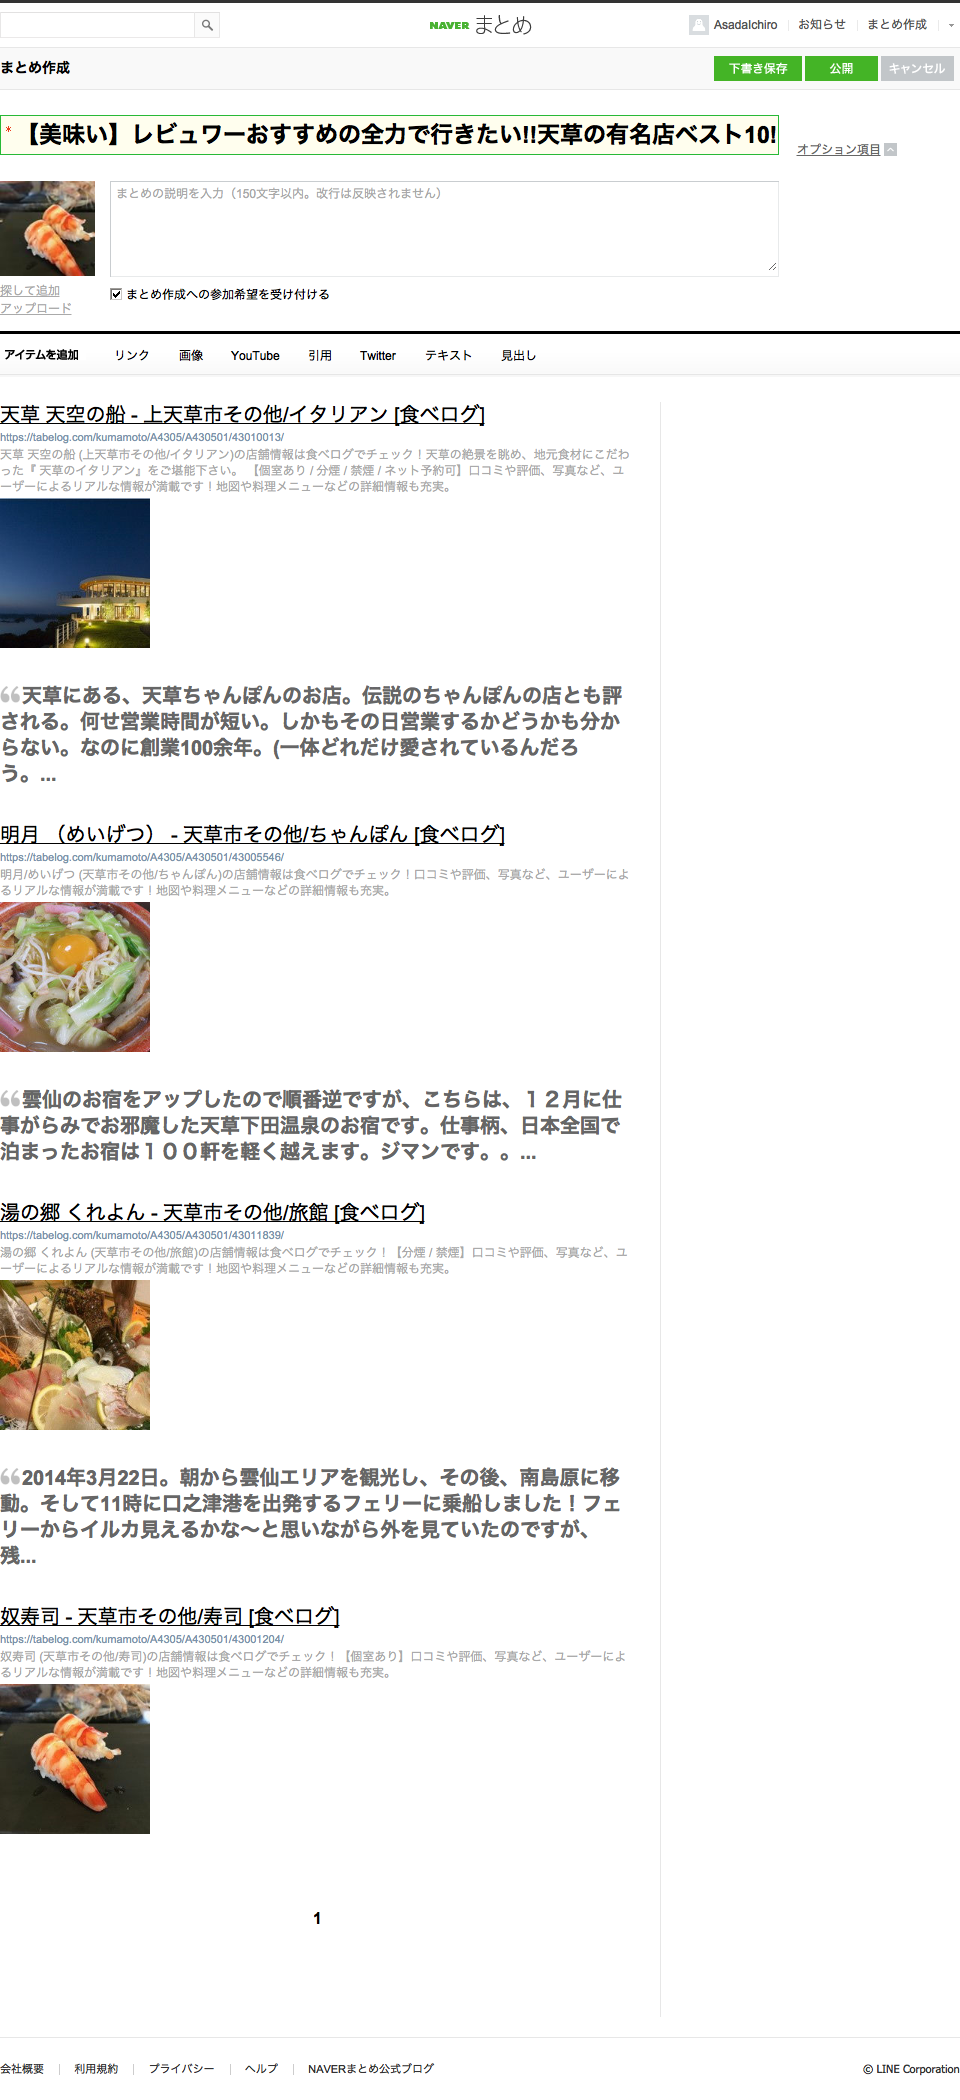 NAVER まとめ
AsadaIchiro
お知らせ
まとめ作成
まとめ作成
下書き保存
公開
キャンセル
* 【美味い】レビュワーおすすめの全力で行きたい!!天草の有名店ベスト10!
オプション項目
まとめの説明を入力（150文字以内。改行は反映されません）
探して追加
アップロード
まとめ作成への参加希望を受け付ける
アイテムを追加 リンク 画像 YouTube 引用 Twitter テキスト 見出し
天草 天空の船 - 上天草市その他/イタリアン [食べログ]
https://tabelog.com/kumamoto/A4305/A430501/43010013/
天草 天空の船 (上天草市その他/イタリアン)の店舗情報は食べログでチェック！天草の絶景を眺め、地元食材にこだわ
った『 天草のイタリアン』をご堪能下さい。 【個室あり / 分煙 / 禁煙 / ネット予約可】口コミや評価、写真など、ユ
ーザーによるリアルな情報が満載です！地図や料理メニューなどの詳細情報も充実。
“天草にある、天草ちゃんぽんのお店。伝説のちゃんぽんの店とも評
される。何せ営業時間が短い。しかもその日営業するかどうかも分か
らない。なのに創業100余年。(一体どれだけ愛されているんだろ
う。...
明月 （めいげつ） - 天草市その他/ちゃんぽん [食べログ]
https://tabelog.com/kumamoto/A4305/A430501/43005546/
明月/めいげつ (天草市その他/ちゃんぽん)の店舗情報は食べログでチェック！口コミや評価、写真など、ユーザーによ
るリアルな情報が満載です！地図や料理メニューなどの詳細情報も充実。
“雲仙のお宿をアップしたので順番逆ですが、こちらは、１２月に仕
事がらみでお邪魔した天草下田温泉のお宿です。仕事柄、日本全国で
泊まったお宿は１００軒を軽く越えます。ジマンです。。...
湯の郷 くれよん - 天草市その他/旅館 [食べログ]
https://tabelog.com/kumamoto/A4305/A430501/43011839/
湯の郷 くれよん (天草市その他/旅館)の店舗情報は食べログでチェック！【分煙 / 禁煙】口コミや評価、写真など、ユ
ーザーによるリアルな情報が満載です！地図や料理メニューなどの詳細情報も充実。
“2014年3月22日。朝から雲仙エリアを観光し、その後、南島原に移
動。そして11時に口之津港を出発するフェリーに乗船しました！フェ
リーからイルカ見えるかな〜と思いながら外を見ていたのですが、
残...
奴寿司 - 天草市その他/寿司 [食べログ]
https://tabelog.com/kumamoto/A4305/A430501/43001204/
奴寿司 (天草市その他/寿司)の店舗情報は食べログでチェック！【個室あり】口コミや評価、写真など、ユーザーによ
るリアルな情報が満載です！地図や料理メニューなどの詳細情報も充実。
1
会社概要 利用規約 プライバシー ヘルプ NAVERまとめ公式ブログ
© LINE Corporation